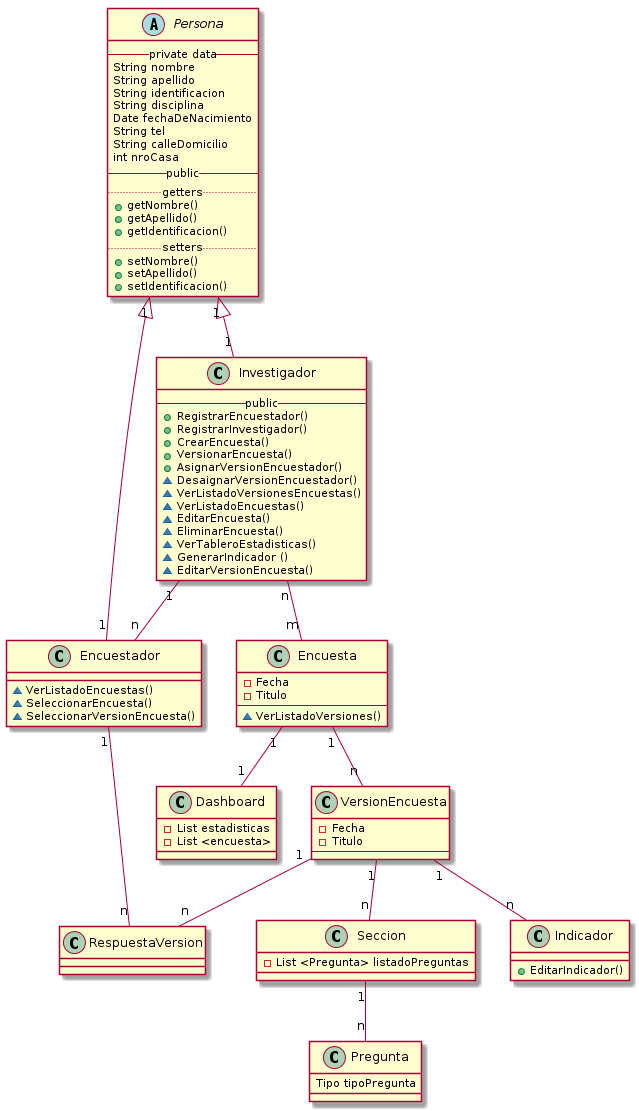 A Persona
private data
String nombre
String apellido
String identificacion
String disciplina
Date fechaDeNacimiento
String tel
String calleDomicilio
int nroCasa
public
getters
getNombre()
getApellido()
getIdentificacion()
setters
setNombre()
setApellido()
setIdentificacion()
1 1
1
C Investigador
public
RegistrarEncuestador()
RegistrarInvestigador()
CrearEncuesta()
VersionarEncuesta()
AsignarVersionEncuestador()
DesaignarVersionEncuestador()
VerListadoVersionesEncuestas()
VerListadoEncuestas()
EditarEncuesta()
EliminarEncuesta()
VerTableroEstadisticas()
GenerarIndicador ()
EditarVersionEncuesta()
1 n
1 n m
C Encuestador
VerListadoEncuestas()
SeleccionarEncuesta()
SeleccionarVersionEncuesta()
C Encuesta
Fecha
Titulo
VerListadoVersiones()
1 1 1
1 n
C Dashboard
List estadisticas
List <encuesta>
C VersionEncuesta
Fecha
Titulo
1 1 1
n n n n
C RespuestaVersion
C Seccion
List <Pregunta> listadoPreguntas
C Indicador
EditarIndicador()
1
n
C Pregunta
Tipo tipoPregunta